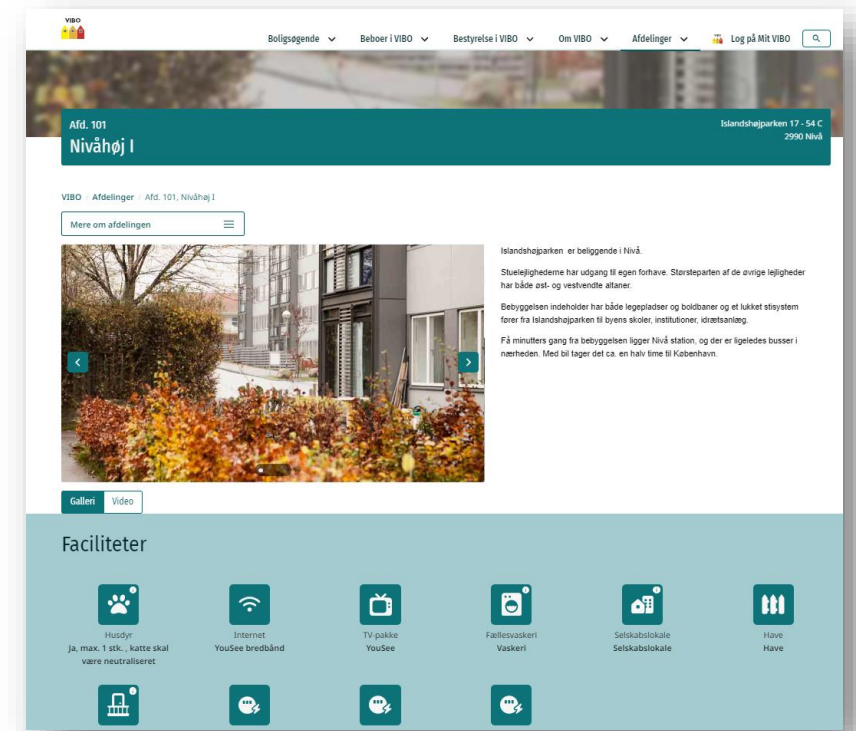 VIBO
Boligsøgende
Beboer i VIBO
Bestyrelse i VIBO
Om VIBO
Afdelinger
Log på Mit VIBO
Afd. 101
Nivåhøj I
Islandshøjparken 17 - 54 C
2990 Nivå
VIBO / Afdelinger / Afd. 101, Nivåhøj I
Mere om afdelingen
Islandshøjparken er beliggende i Nivå.
Stuelejlighederne har udgang til egen forhave. Størsteparten af de øvrige lejligheder
har både øst- og vestvendte altaner.
Bebyggelsen indeholder har både legepladser og boldbaner og et lukket stisystem
fører fra Islandshøjparken til byens skoler, institutioner, idrætsanlæg.
Få minutters gang fra bebyggelsen ligger Nivå station, og der er ligeledes busser i
nærheden. Med bil tager det ca. en halv time til København.
Galleri
Video
Faciliteter
Husdyr
Ja, max. 1 stk. , katte skal
være neutraliseret
Internet
YouSee bredbånd
TV-pakke
YouSee
Fællesvaskeri
Vaskeri
Selskabslokale
Selskabslokale
Have
Have